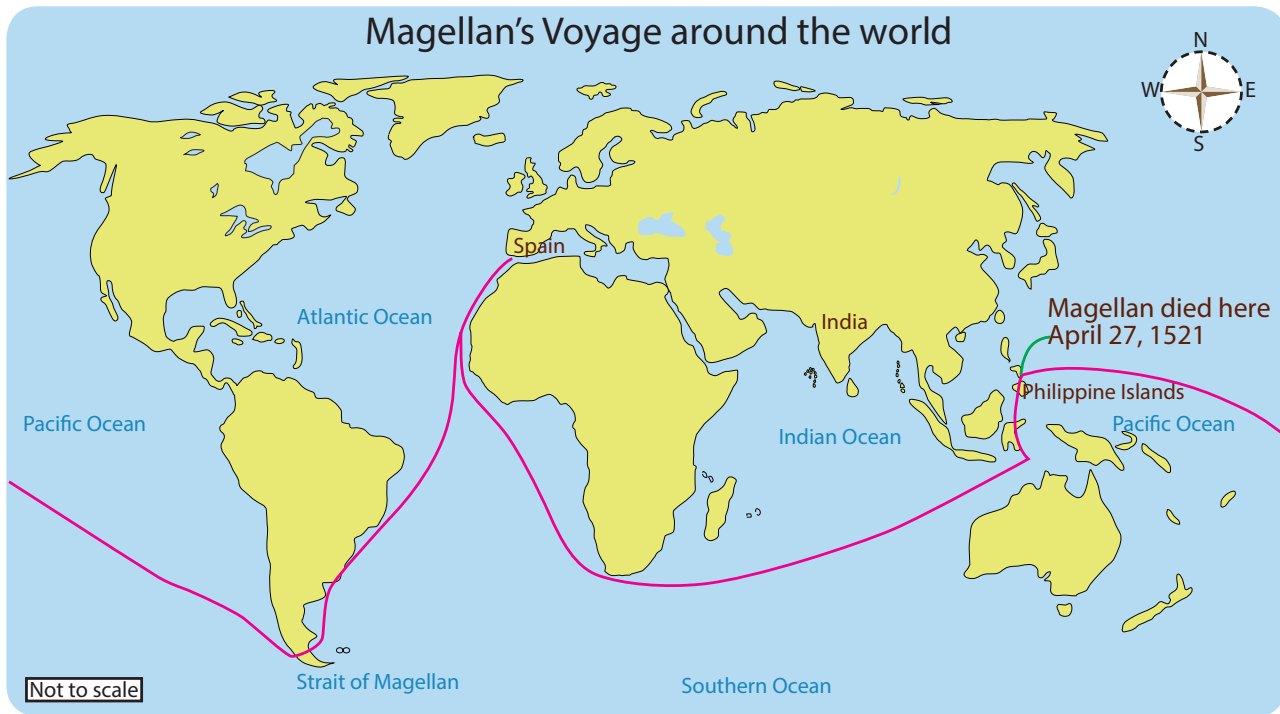 Magellan's Voyage around the world
N
W E
S
Spain
Atlantic Ocean
India
Magellan died here
April 27, 1521
Philippine Islands
Pacific Ocean
Pacific Ocean
Indian Ocean
Not to scale
Strait of Magellan
Southern Ocean